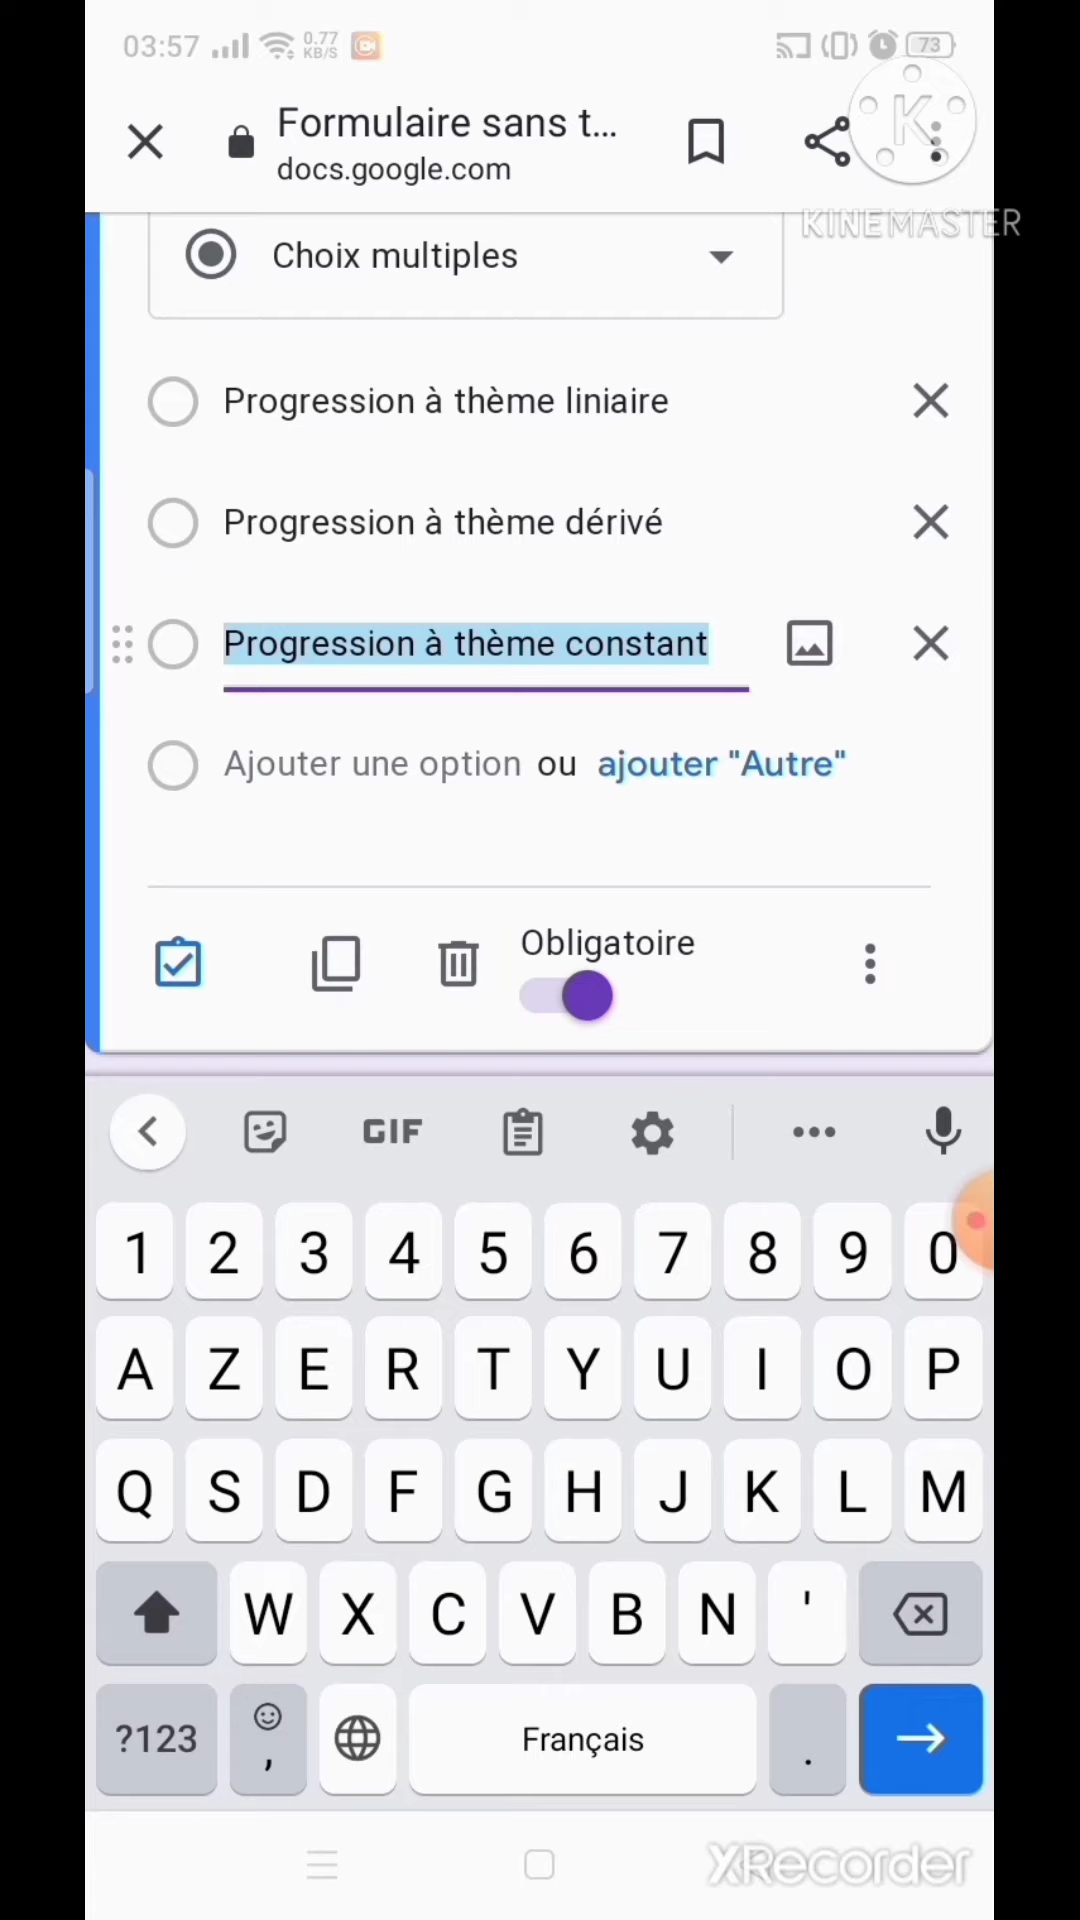 03:57 0.77 KB/S 73
Formulaire sans t...
docs.google.com
K
KINEMASTER
Choix multiples
Progression à thème liniaire
Progression à thème dérivé
Progression à thème constant
Ajouter une option ou ajouter "Autre"
Obligatoire
GIF
1 2 3 4 5 6 7 8 9 0
A Z E R T Y U I O P
Q S D F G H J K L M
W X C V B N '
?123 , Français .
XRecorder